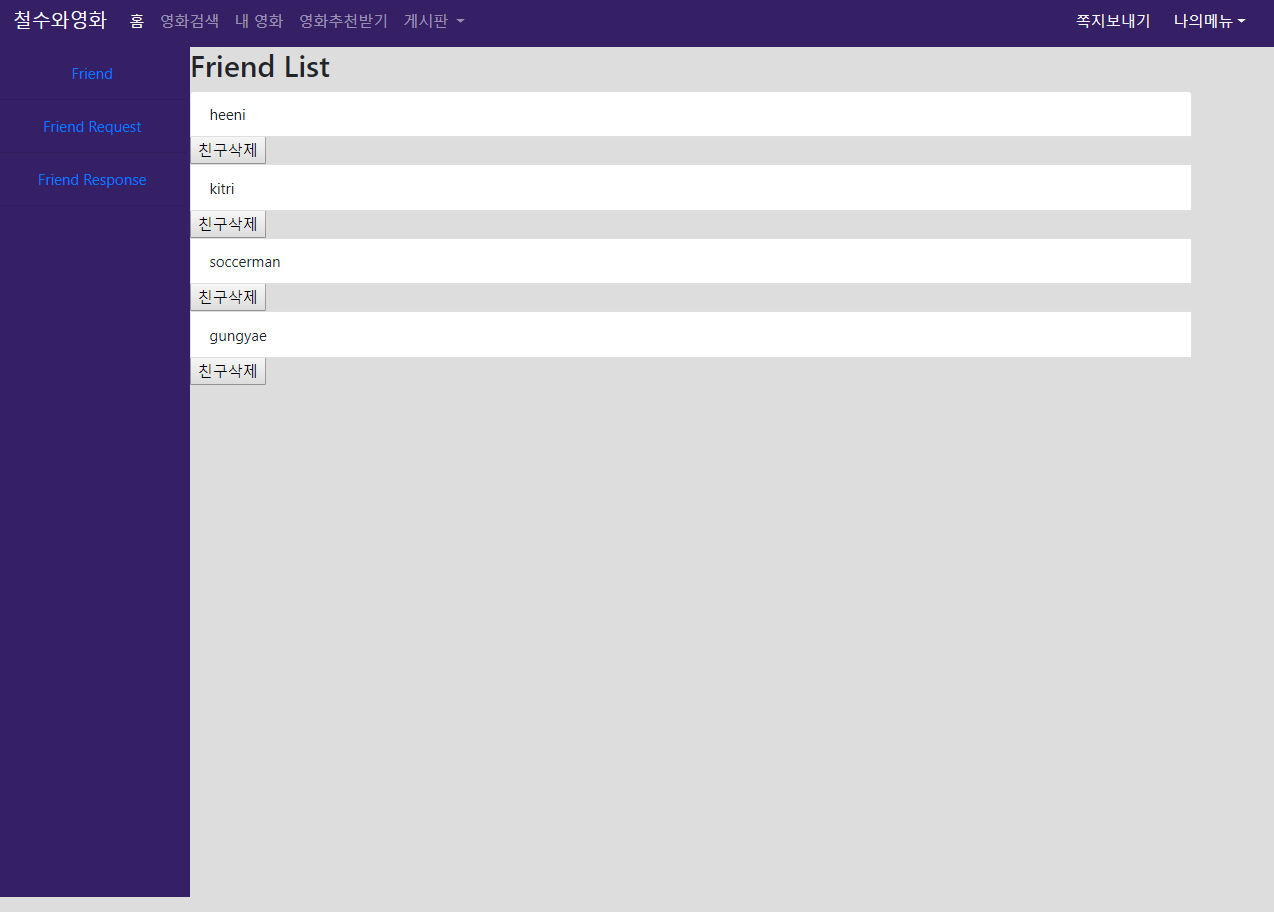 철수와영화 홈 영화검색 내 영화 영화추천받기 게시판 쪽지보내기 나의메뉴
Friend
Friend Request
Friend Response
Friend List
heeni
친구삭제
kitri
친구삭제
soccerman
친구삭제
gungyae
친구삭제